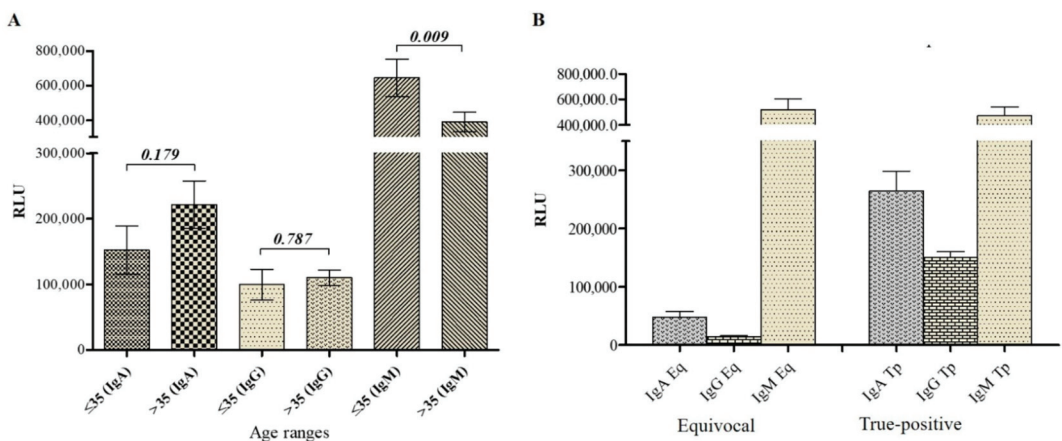 A
0.009
800,000
600,000
400,000
300,000
0.179
200,000
0.787
100,000
0
RLU
≤35 (IgA)
>35 (IgA)
≤35 (IgG)
>35 (IgG)
≤35 (IgM)
>35 (IgM)
Age ranges
B
800,000.0
600,000.0
400,000.0
300,000
200,000
100,000
0
RLU
IgA Eq
IgG Eq
IgM Eq
IgA Tp
IgG Tp
IgM Tp
Equivocal
True-positive